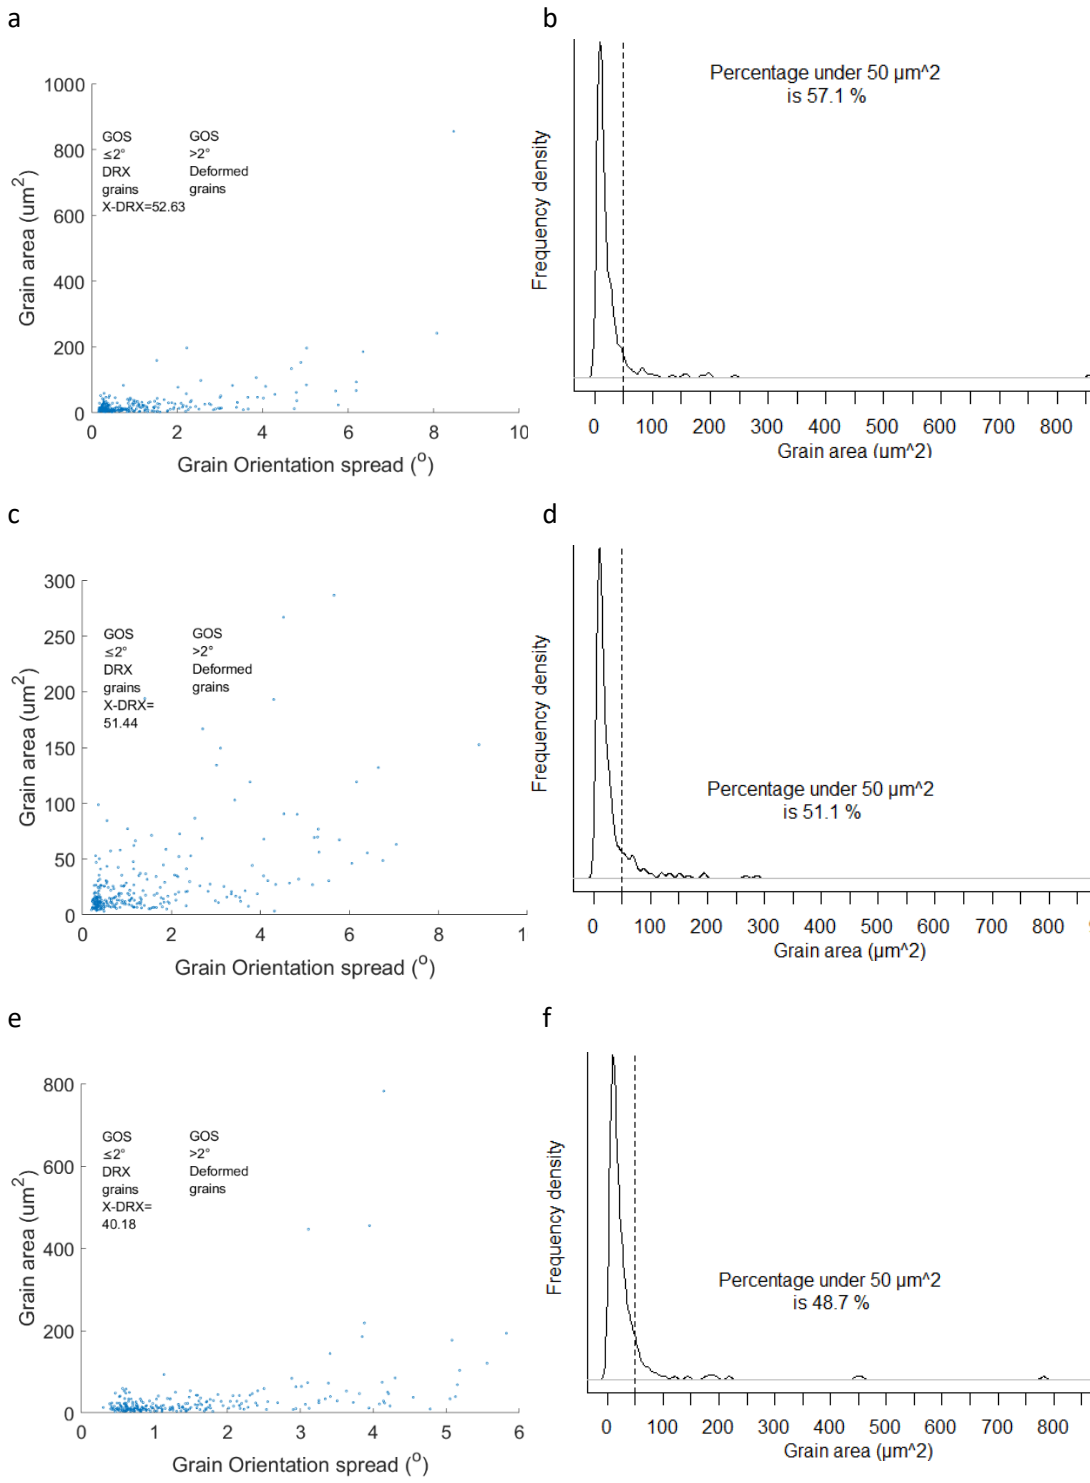 a
1000
800
600
400
200
0
0 2 4 6 8 10
Grain area (um²)
Grain Orientation spread (°)
GOS
≤2°
DRX
grains
X-DRX=52.63
GOS
>2°
Deformed
grains
b
Percentage under 50 µm^2
is 57.1 %
Frequency density
0 100 200 300 400 500 600 700 800
Grain area (µm^2)
c
300
250
200
150
100
50
0
0 2 4 6 8 1
Grain area (um²)
Grain Orientation spread (°)
GOS
≤2°
DRX
grains
X-DRX=
51.44
GOS
>2°
Deformed
grains
d
Percentage under 50 µm^2
is 51.1 %
Frequency density
0 100 200 300 400 500 600 700 800
Grain area (µm^2)
e
800
600
400
200
0
0 1 2 3 4 5 6
Grain area (um²)
Grain Orientation spread (°)
GOS
≤2°
DRX
grains
X-DRX=
40.18
GOS
>2°
Deformed
grains
f
Percentage under 50 µm^2
is 48.7 %
Frequency density
0 100 200 300 400 500 600 700 800
Grain area (µm^2)